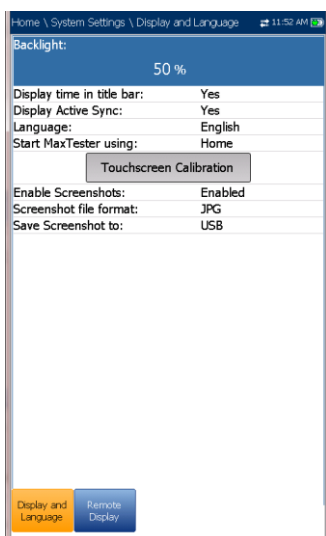 Home \ System Settings \ Display and Language 11:52 AM
Backlight:
50 %
Display time in title bar: Yes
Display Active Sync: Yes
Language: English
Start MaxTester using: Home
Touchscreen Calibration
Enable Screenshots: Enabled
Screenshot file format: JPG
Save Screenshot to: USB
Display and
Language
Remote
Display